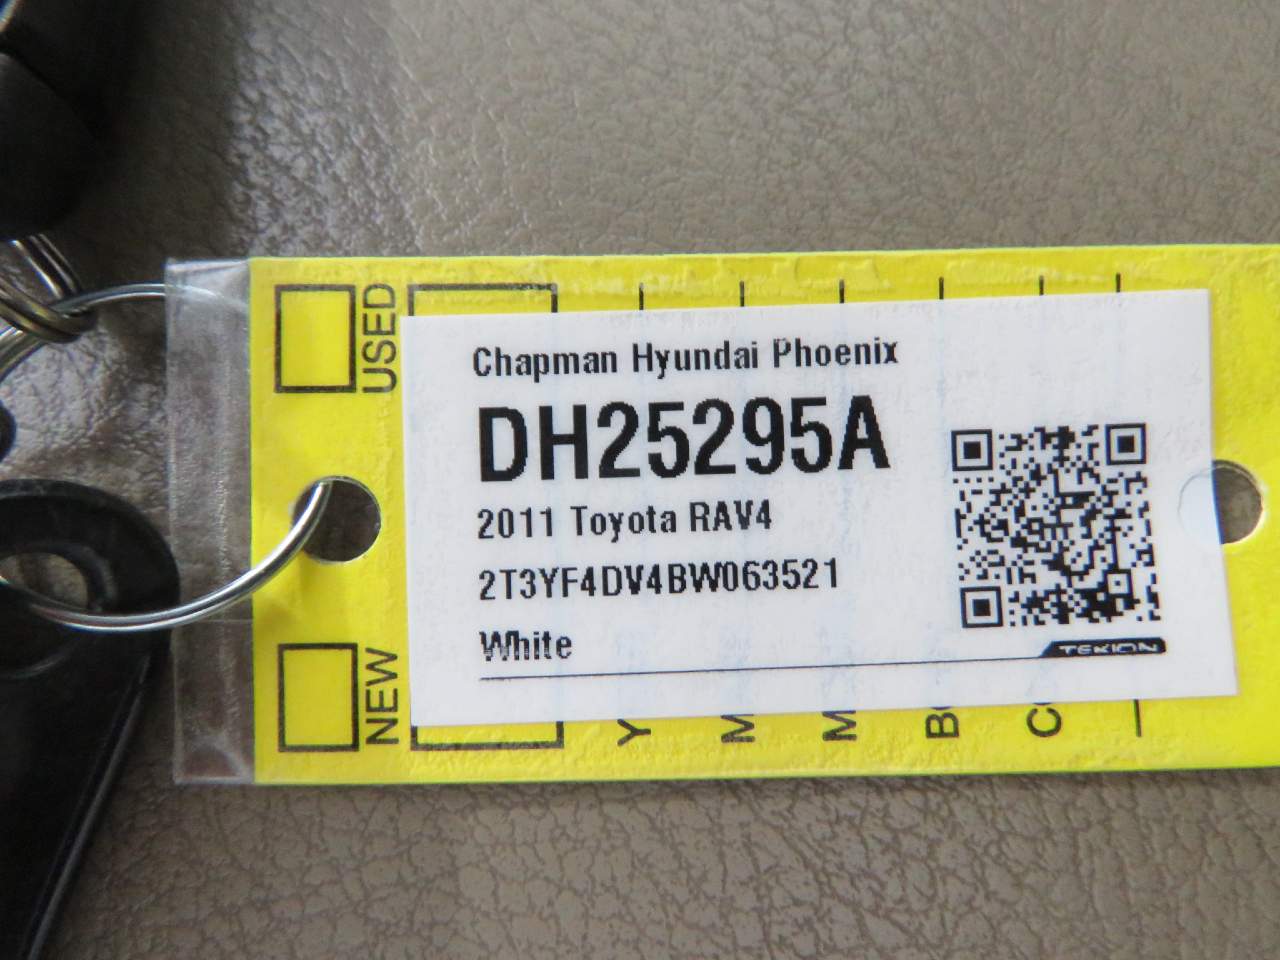 USED
Chapman Hyundai Phoenix
DH25295A
2011 Toyota RAV4
2T3YF4DV4BW063521
White
TEKION
NEW
Y
M
M
B
C